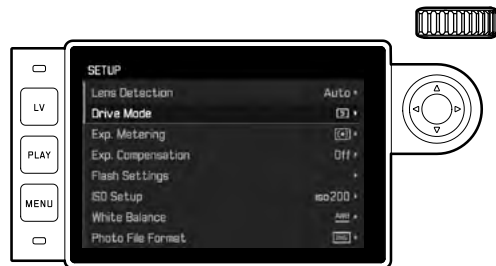 SETUP
Lens Detection Auto
Drive Mode
LV
Exp. Metering
Exp. Compensation Off
PLAY
Flash Settings
ISO Setup ISO200
MENU
White Balance AWB
Photo File Format DNG